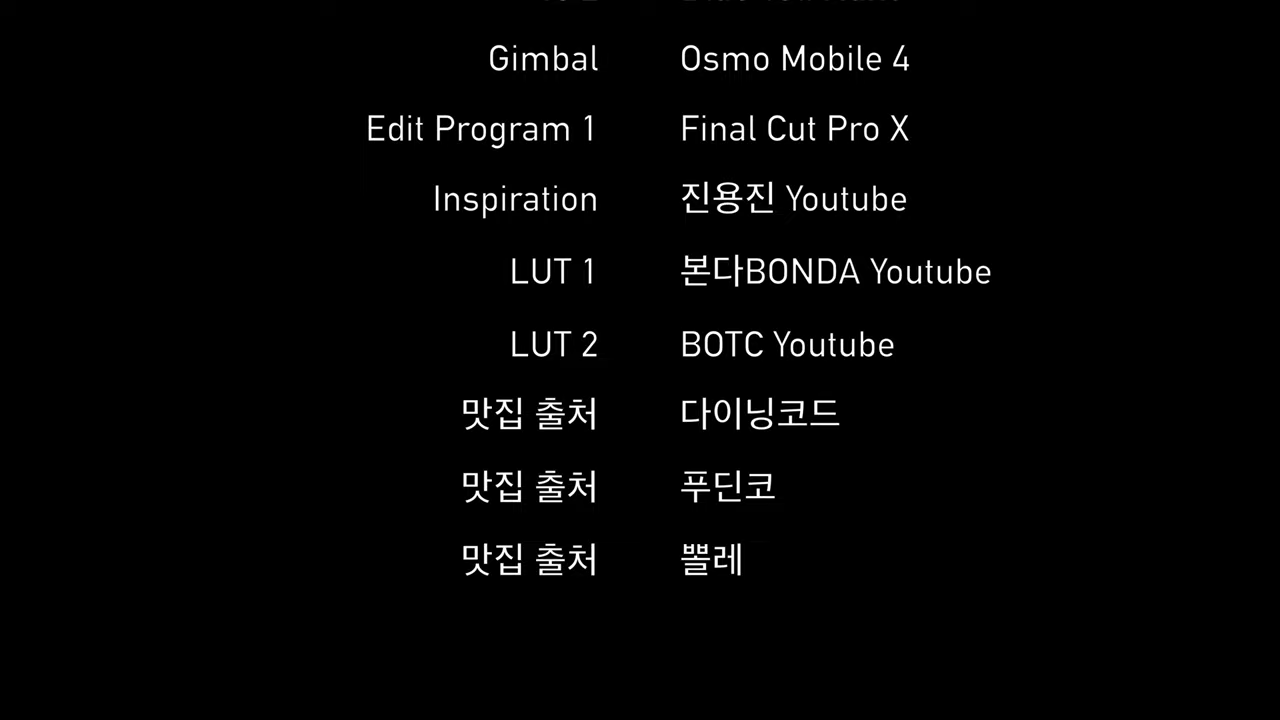 Gimbal Osmo Mobile 4
Edit Program 1 Final Cut Pro X
Inspiration 진용진 Youtube
LUT 1 본다BONDA Youtube
LUT 2 BOTC Youtube
맛집 출처 다이닝코드
맛집 출처 푸딘코
맛집 출처 뽈레